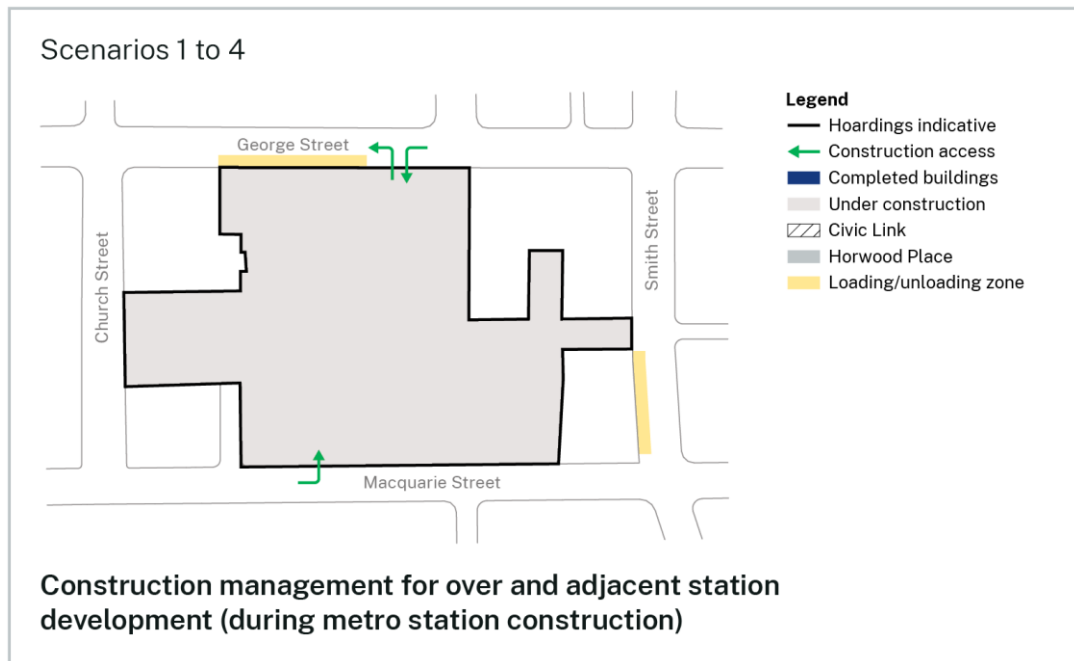 Scenarios 1 to 4
Legend
Hoardings indicative
Construction access
Completed buildings
Under construction
Civic Link
Horwood Place
Loading/unloading zone
George Street
Church Street
Smith Street
Macquarie Street
Construction management for over and adjacent station
development (during metro station construction)